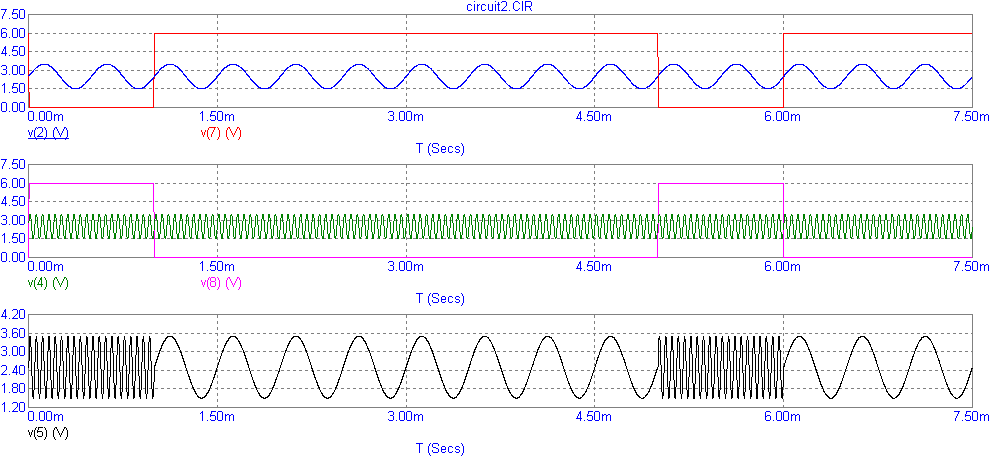 circuit2.CIR
7.50
6.00
4.50
3.00
1.50
0.00
0.00m 1.50m 3.00m 4.50m 6.00m 7.50m
v(2) (V) v(7) (V)
T (Secs)
7.50
6.00
4.50
3.00
1.50
0.00
0.00m 1.50m 3.00m 4.50m 6.00m 7.50m
v(4) (V) v(8) (V)
T (Secs)
4.20
3.60
3.00
2.40
1.80
1.20
0.00m 1.50m 3.00m 4.50m 6.00m 7.50m
v(5) (V)
T (Secs)